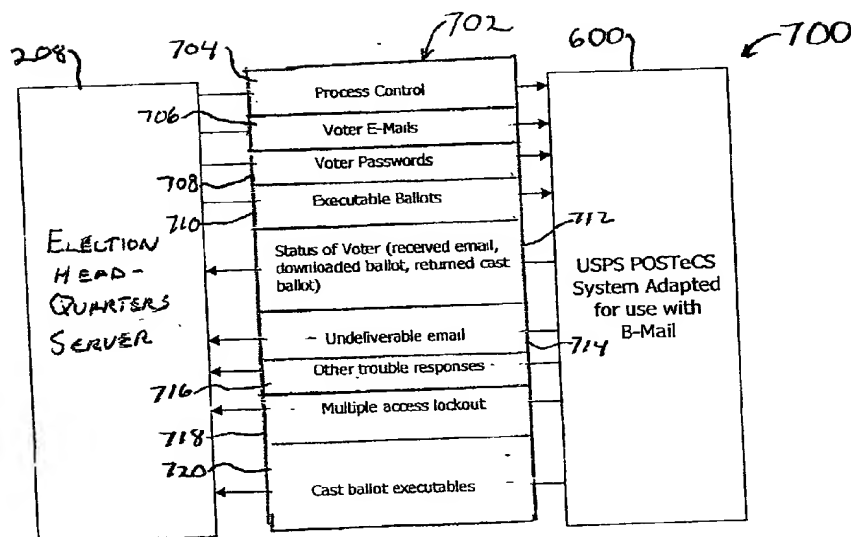 208
704
702
600
700
Process Control
706
Voter E-Mails
Voter Passwords
708
Executable Ballots
710
712
ELECTION
HEAD-
QUARTERS
SERVER
Status of Voter (received email,
downloaded ballot, returned cast
ballot)
USPS POSTeCS
System Adapted
for use with
B-Mail
Undeliverable email
714
Other trouble responses
716
Multiple access lockout
718
720
Cast ballot executables